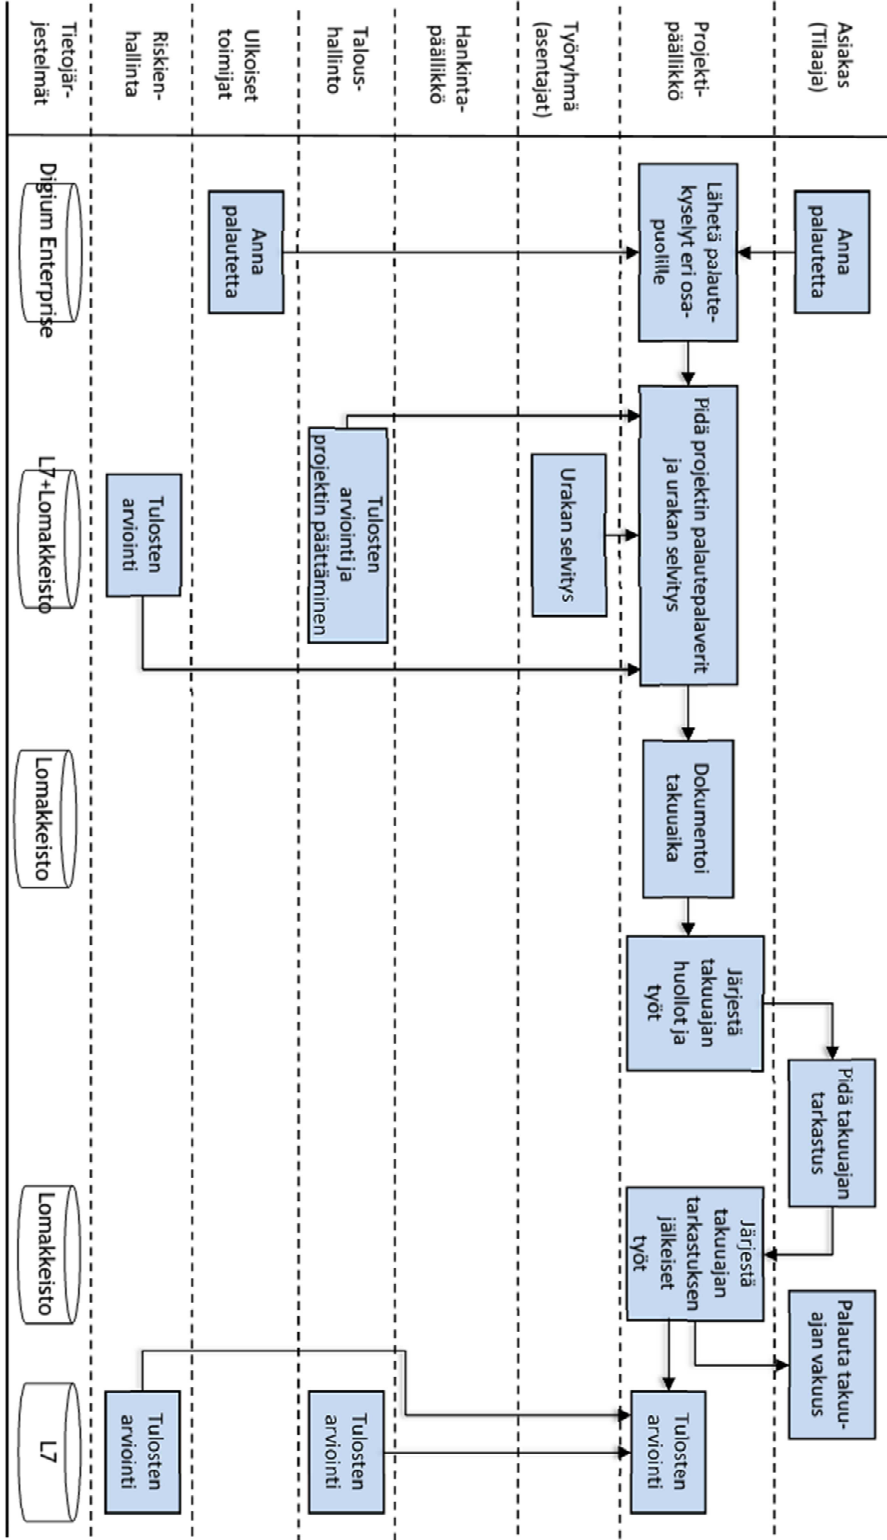 Asiakas
(Tilaaja)
Anna
palautetta
Pidä takuuajan
tarkastus
Palauta takuu-
ajan vakuus
Projekti-
päällikkö
Lähetä palaute-
kyselyt eri osa-
puolille
Pidä projektin palautepalaverit
ja urakan selvitys
Dokumentoi
takuuaika
Järjestä
takuuajan
huollot ja
työt
Järjestä
takuuajan
tarkastuksen
jälkeiset
työt
Tulosten
arviointi
Työryhmä
(asentajat)
Urakan selvitys
Hankinta-
päällikkö
Talous-
hallinto
Tulosten
arviointi ja
projektin päättäminen
Tulosten
arviointi
Ulkoiset
toimijat
Anna
palautetta
Riskien-
hallinta
Tulosten
arviointi
Tulosten
arviointi
Tietojär-
jestelmät
Digium Enterprise
L7+Lomakkeisto
Lomakkeisto
Lomakkeisto
L7